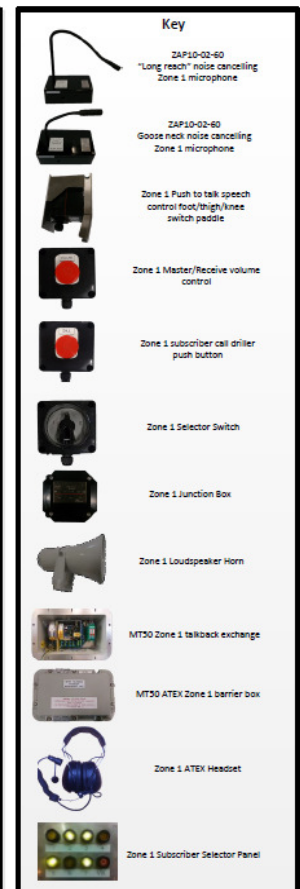 Key
ZAP10-02-60
"Long reach" noise cancelling
Zone 1 microphone
ZAP10-02-60
Goose neck noise cancelling
Zone 1 microphone
Zone 1 Push to talk speech
control foot/thigh/knee
switch paddle
Zone 1 Master/Receive volume
control
Zone 1 subscriber call driller
push button
Zone 1 Selector Switch
Zone 1 Junction Box
Zone 1 Loudspeaker Horn
MT50 Zone 1 talkback exchange
MT50 ATEX Zone 1 barrier box
Zone 1 ATEX Headset
Zone 1 Subscriber Selector Panel